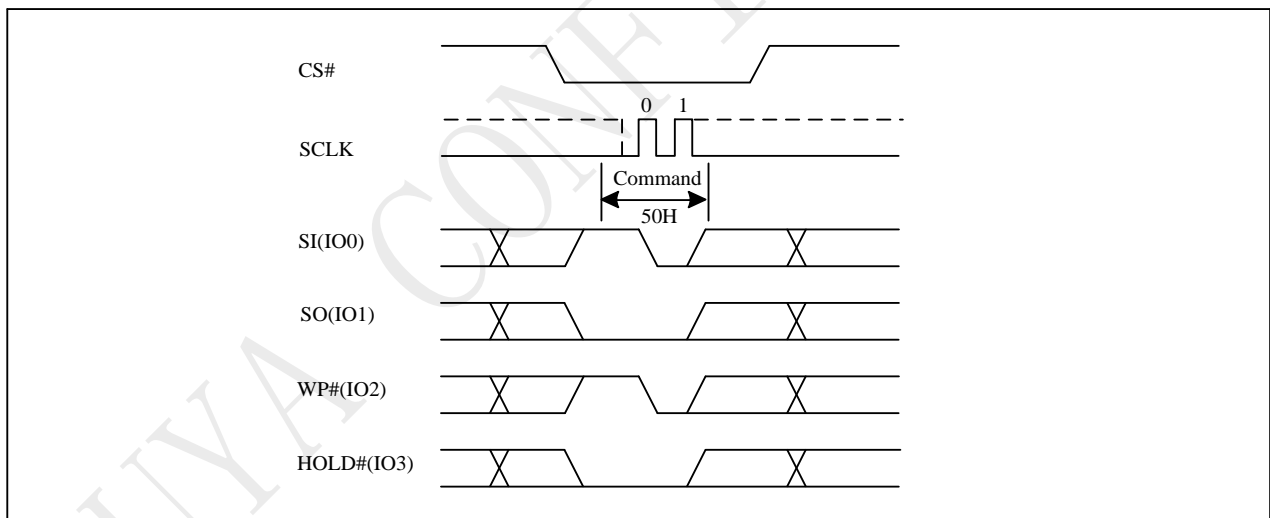 CS#
0 1
SCLK
Command
50H
SI(IO0)
SO(IO1)
WP#(IO2)
HOLD#(IO3)